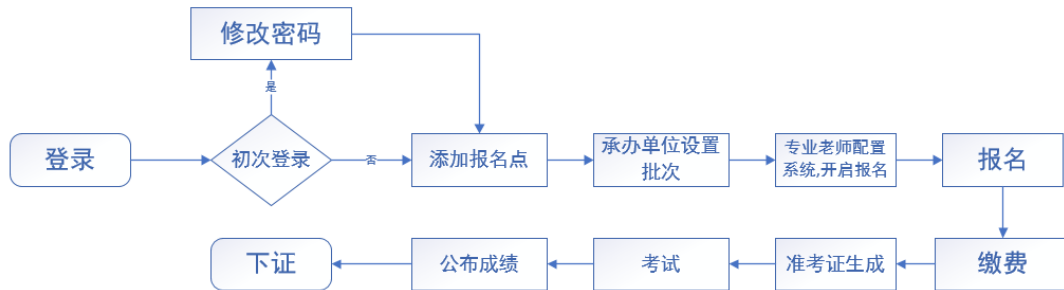 修改密码
是
登录
初次登录
否
添加报名点
承办单位设置
批次
专业老师配置
系统,开启报名
报名
下证
公布成绩
考试
准考证生成
缴费